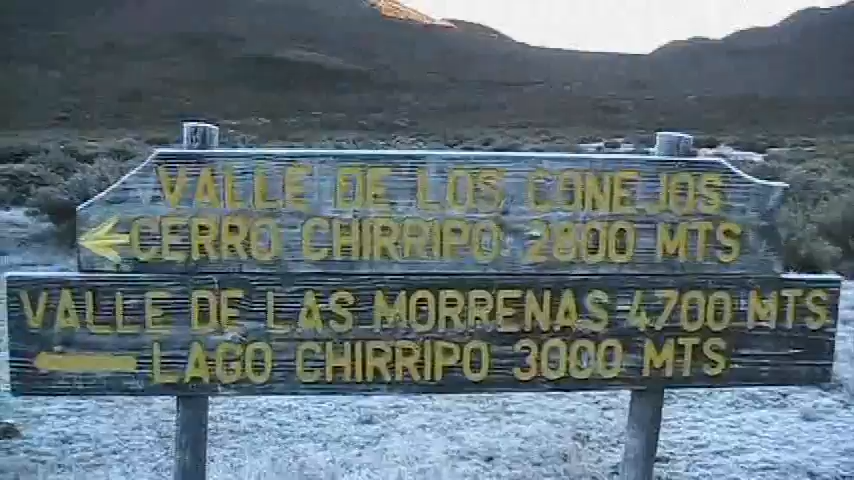 VALLE DE LOS CONEJOS
CERRO CHIRRIPO 2800 MTS
VALLE DE LAS MORRENAS 4700 MTS
LAGO CHIRRIPO 3000 MTS